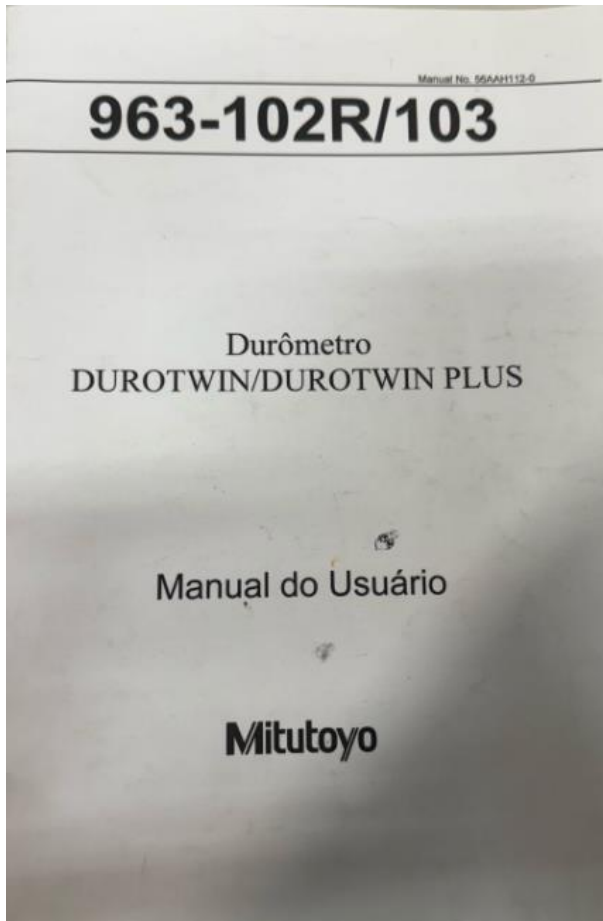 Manual No. 56AAH112-0
963-102R/103
Durômetro
DUROTWIN/DUROTWIN PLUS
Manual do Usuário
Mitutoyo